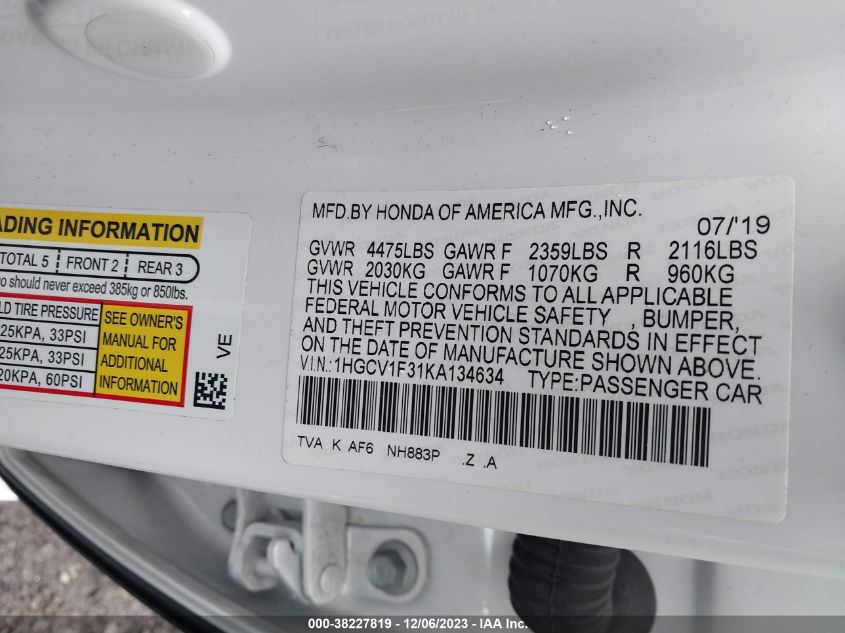 ADING INFORMATION
TOTAL 5 FRONT 2 REAR 3
o should never exceed 385kg or 850lbs.
LD TIRE PRESSURE
25KPA, 33PSI
25KPA, 33PSI
20KPA, 60PSI
SEE OWNER'S
MANUAL FOR
ADDITIONAL
INFORMATION
VE
MFD.BY HONDA OF AMERICA MFG.,INC.
07/'19
GVWR 4475LBS GAWR F 2359LBS R 2116LBS
GVWR 2030KG GAWR F 1070KG R 960KG
THIS VEHICLE CONFORMS TO ALL APPLICABLE
FEDERAL MOTOR VEHICLE SAFETY , BUMPER,
AND THEFT PREVENTION STANDARDS IN EFFECT
ON THE DATE OF MANUFACTURE SHOWN ABOVE.
V.I.N.:1HGCV1F31KA134634 TYPE:PASSENGER CAR
TVA K AF6 NH883P .Z .A
000-38227819 - 12/06/2023 - IAA Inc.